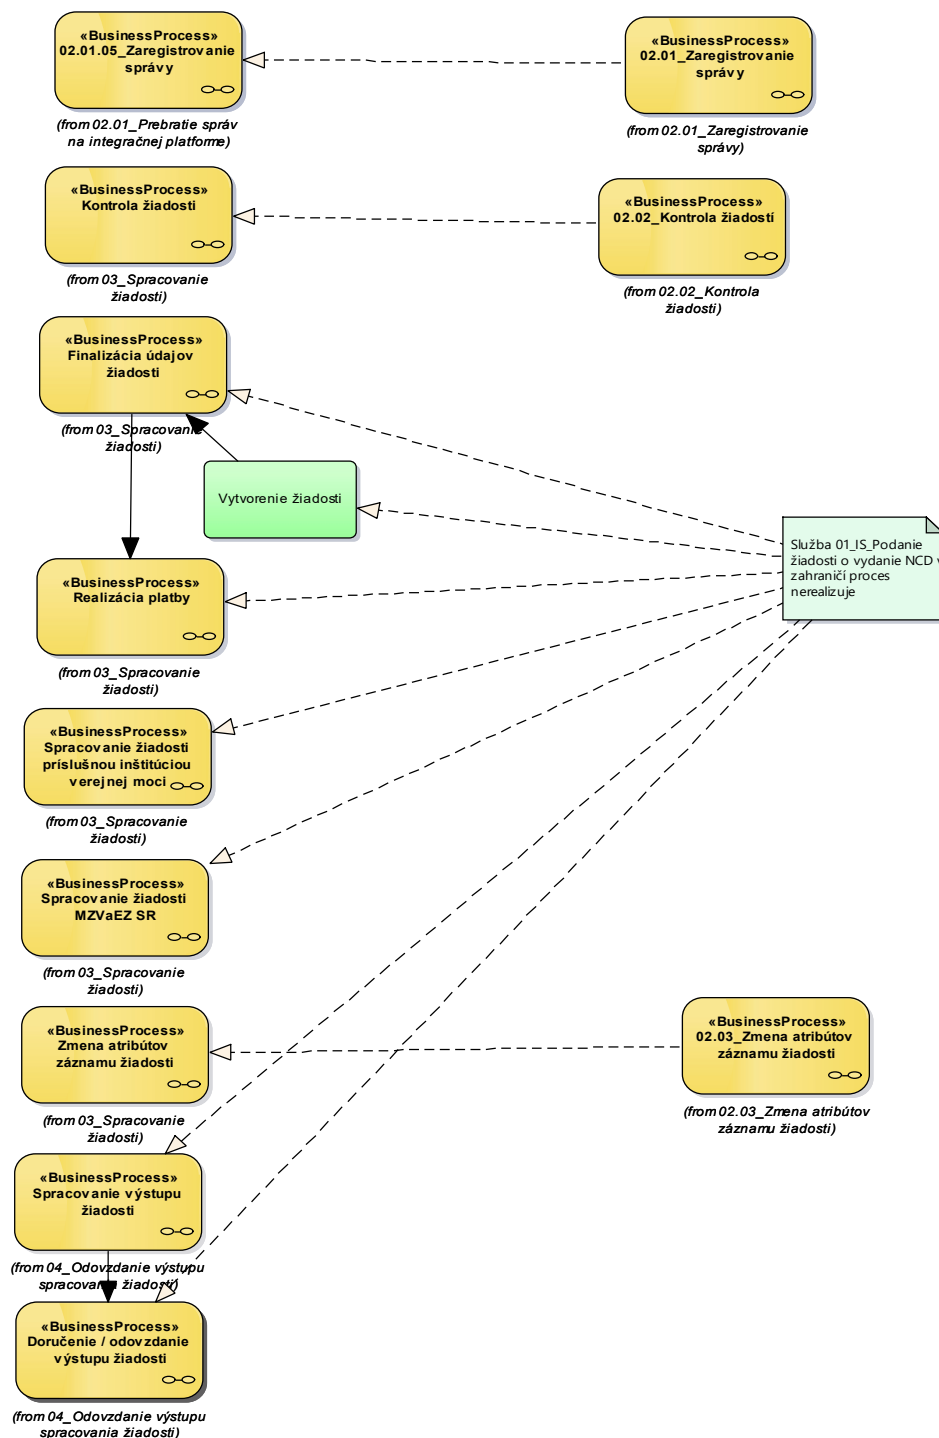 «BusinessProcess»
02.01.05_Zaregistrovanie
správy
(from 02.01_Prebratie správ
na integračnej platforme)
«BusinessProcess»
02.01_Zaregistrovanie
správy
(from 02.01_Zaregistrovanie
správy)
«BusinessProcess»
Kontrola žiadosti
(from 03_Spracovanie
žiadosti)
«BusinessProcess»
02.02_Kontrola žiadostí
(from 02.02_Kontrola
žiadosti)
«BusinessProcess»
Finalizácia údajov
žiadosti
(from 03_Spracovanie
žiadosti)
Vytvorenie žiadosti
Služba 01_IS_Podanie
žiadosti o vydanie NCD v
zahraničí proces
nerealizuje
«BusinessProcess»
Realizácia platby
(from 03_Spracovanie
žiadosti)
«BusinessProcess»
Spracovanie žiadosti
príslušnou inštitúciou
verejnej moci
(from 03_Spracovanie
žiadosti)
«BusinessProcess»
Spracovanie žiadosti
MZVaEZ SR
(from 03_Spracovanie
žiadosti)
«BusinessProcess»
Zmena atribútov
záznamu žiadosti
(from 03_Spracovanie
žiadosti)
«BusinessProcess»
02.03_Zmena atribútov
záznamu žiadosti
(from 02.03_Zmena atribútov
záznamu žiadosti)
«BusinessProcess»
Spracovanie výstupu
žiadosti
(from 04_Odovzdanie výstupu
spracovania žiadosti)
«BusinessProcess»
Doručenie / odovzdanie
výstupu žiadosti
(from 04_Odovzdanie výstupu
spracovania žiadosti)